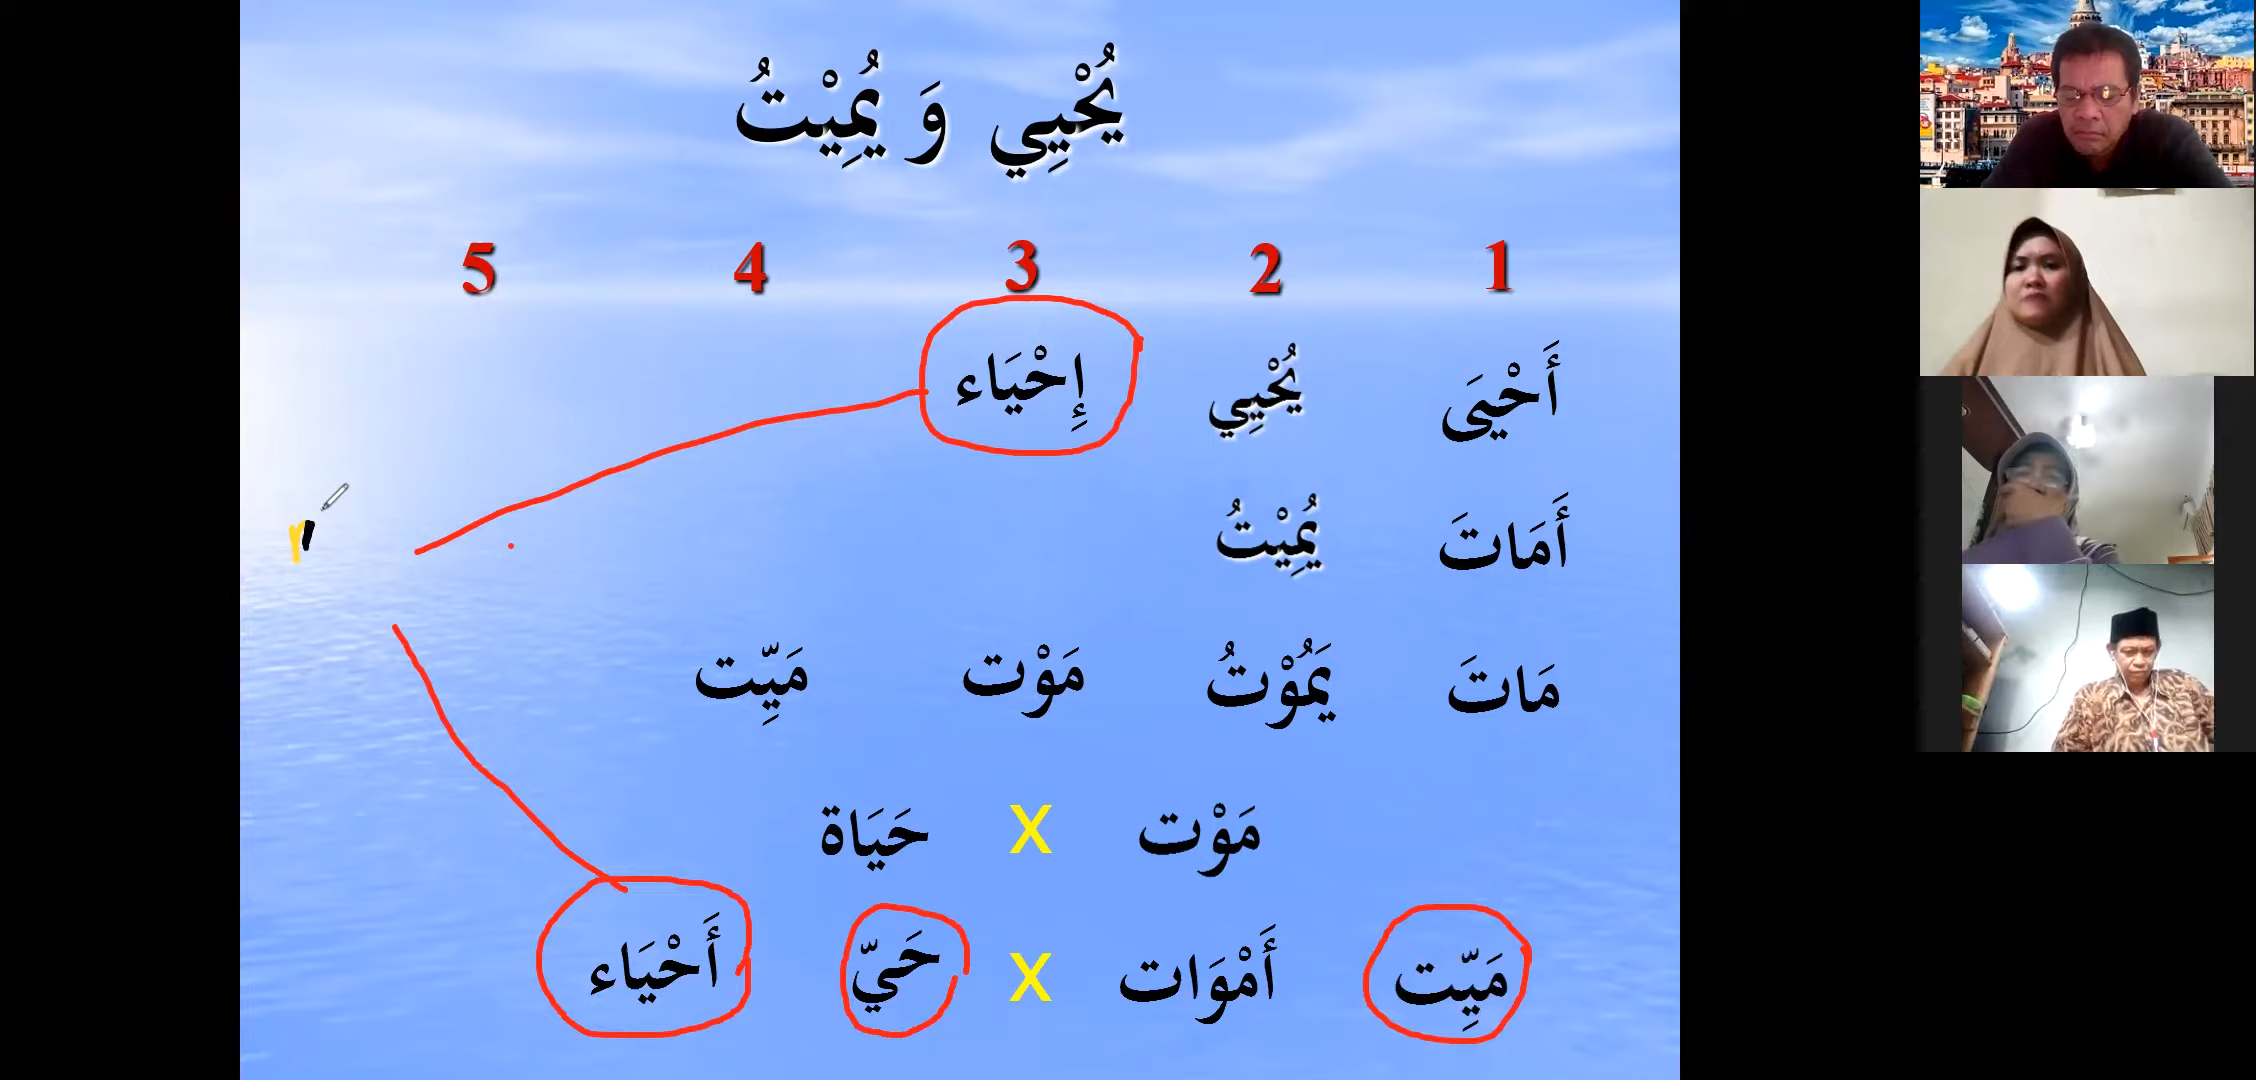 يُحْيِي وَ يُمِيْتُ
1 2 3 4 5
أَحْيَى يُحْيِي إِحْيَاء
أَمَاتَ يُمِيْتُ
مَاتَ يَمُوْتُ مَوْت مَيِّت
مَوْت X حَيَاة
مَيِّت أَمْوَات X حَيّ أَحْيَاء